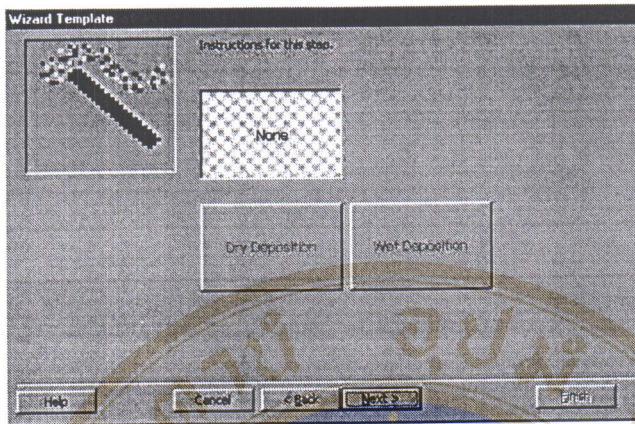 Wizard Template
Instructions for this step.
None
Dry Deposition Wet Deposition
Help Cancel < Back Next > Finish